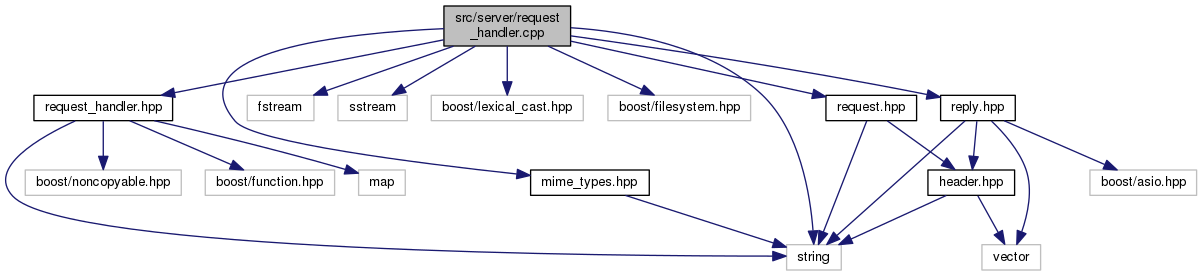 src/server/request
_handler.cpp
request_handler.hpp
fstream
sstream
boost/lexical_cast.hpp
boost/filesystem.hpp
request.hpp
reply.hpp
boost/noncopyable.hpp
boost/function.hpp
map
mime_types.hpp
header.hpp
boost/asio.hpp
string
vector